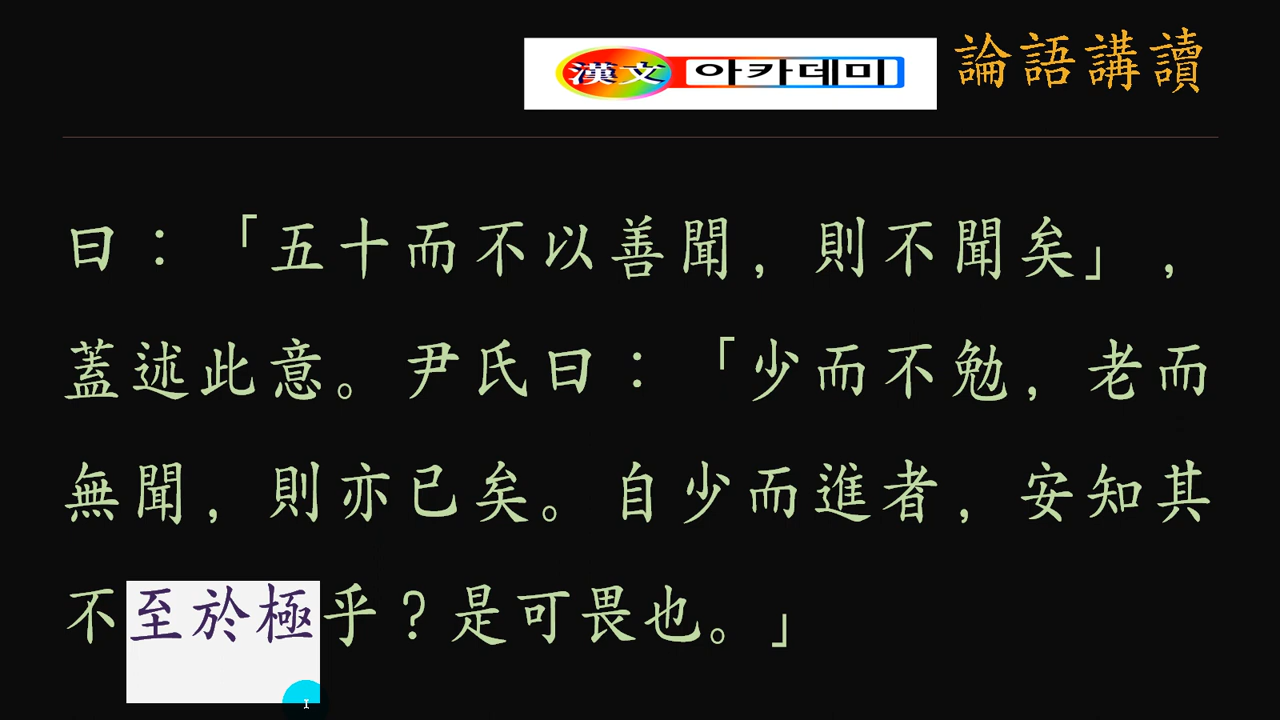 漢文 아카데미 論語講讀
曰：「五十而不以善聞，則不聞矣」，
蓋述此意。尹氏曰：「少而不勉，老而
無聞，則亦已矣。自少而進者，安知其
不至於極乎？是可畏也。」